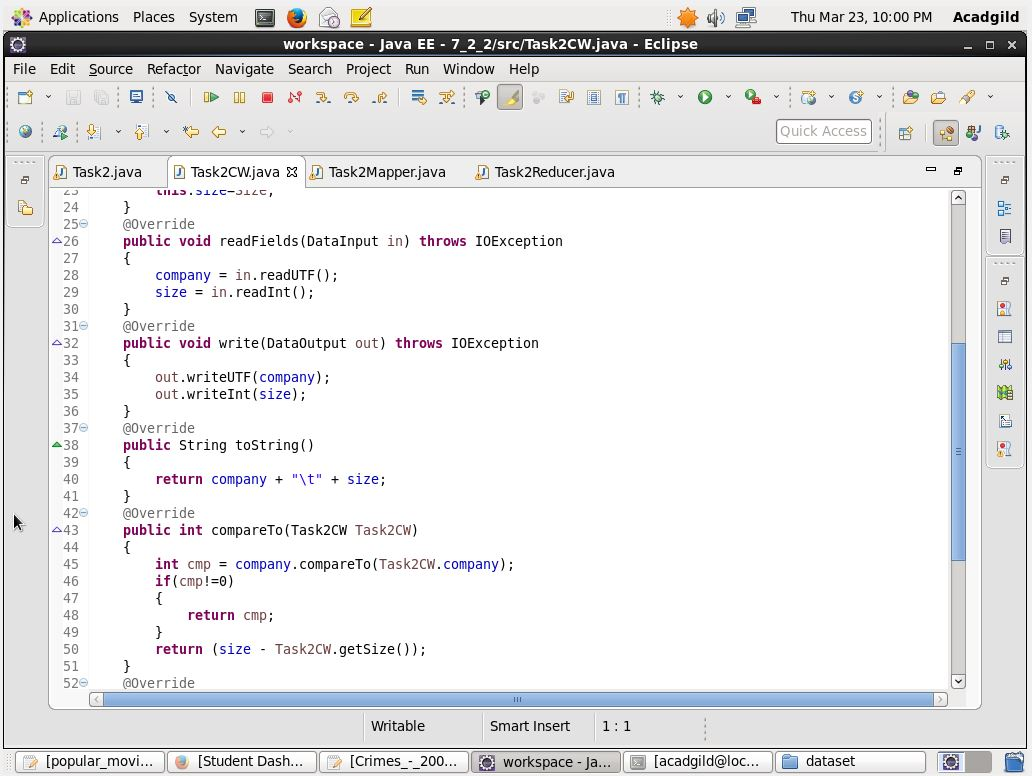 Applications Places System Thu Mar 23, 10:00 PM Acadgild
workspace - Java EE - 7_2_2/src/Task2CW.java - Eclipse
File Edit Source Refactor Navigate Search Project Run Window Help
Quick Access
Task2.java Task2CW.java Task2Mapper.java Task2Reducer.java
23 this.size=size;
24 }
25 @Override
26 public void readFields(DataInput in) throws IOException
27 {
28 company = in.readUTF();
29 size = in.readInt();
30 }
31 @Override
32 public void write(DataOutput out) throws IOException
33 {
34 out.writeUTF(company);
35 out.writeInt(size);
36 }
37 @Override
38 public String toString()
39 {
40 return company + "\t" + size;
41 }
42 @Override
43 public int compareTo(Task2CW Task2CW)
44 {
45 int cmp = company.compareTo(Task2CW.company);
46 if(cmp!=0)
47 {
48 return cmp;
49 }
50 return (size - Task2CW.getSize());
51 }
52 @Override
Writable Smart Insert 1 : 1
[popular_movi... [Student Dash... [Crimes_-_200... workspace - Ja... [acadgild@loc... dataset